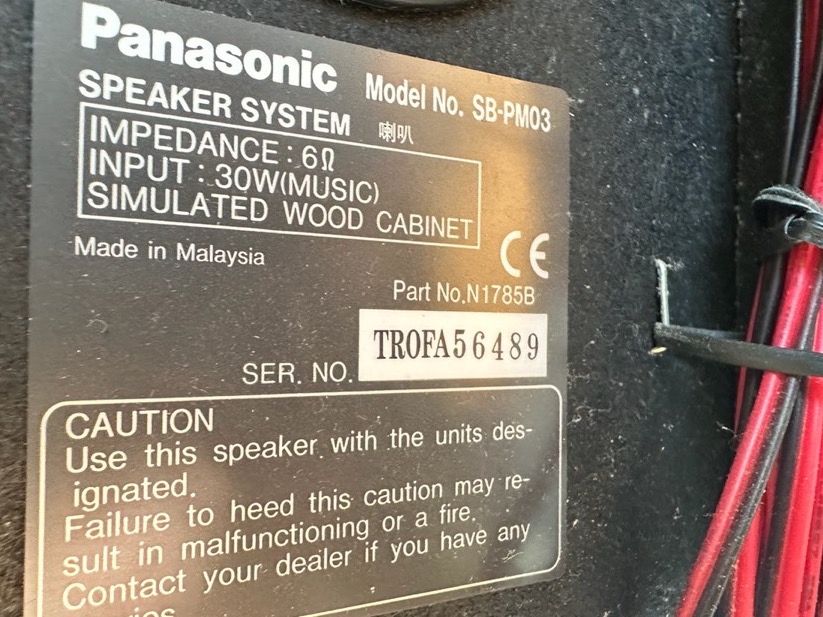 Panasonic Model No. SB-PM03
SPEAKER SYSTEM 喇叭
IMPEDANCE : 6Ω
INPUT : 30W(MUSIC)
SIMULATED WOOD CABINET
Made in Malaysia
CE
Part No.N1785B
SER. NO. TROFA56489
CAUTION
Use this speaker with the units des-
ignated.
Failure to heed this caution may re-
sult in malfunctioning or a fire.
Contact your dealer if you have any